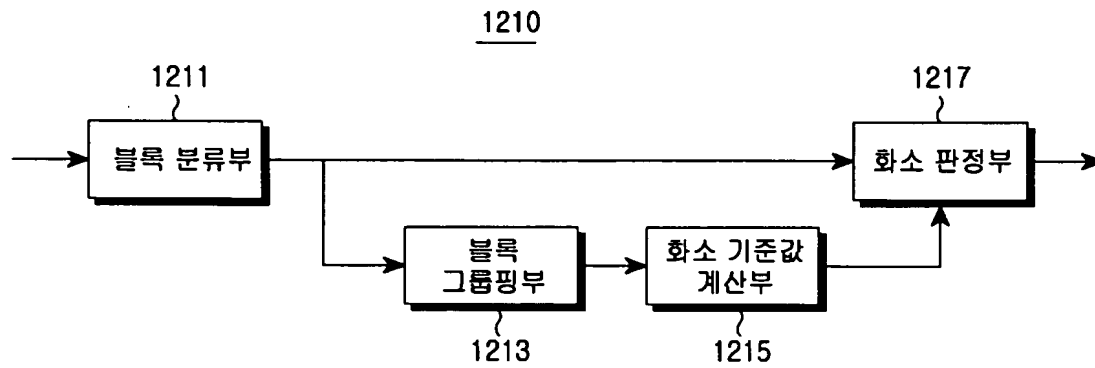 1210
1211
1217
블록 분류부
화소 판정부
블록
그룹핑부
화소 기준값
계산부
1213
1215